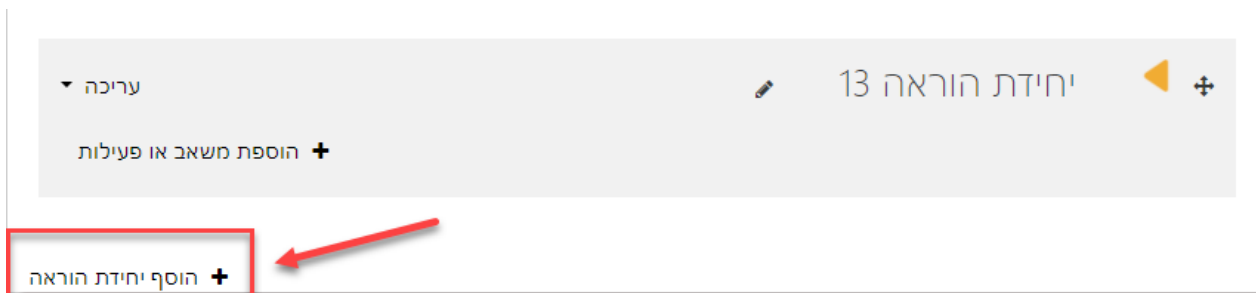 יחידת הוראה 13
עריכה
הוספת משאב או פעילות
הוסף יחידת הוראה